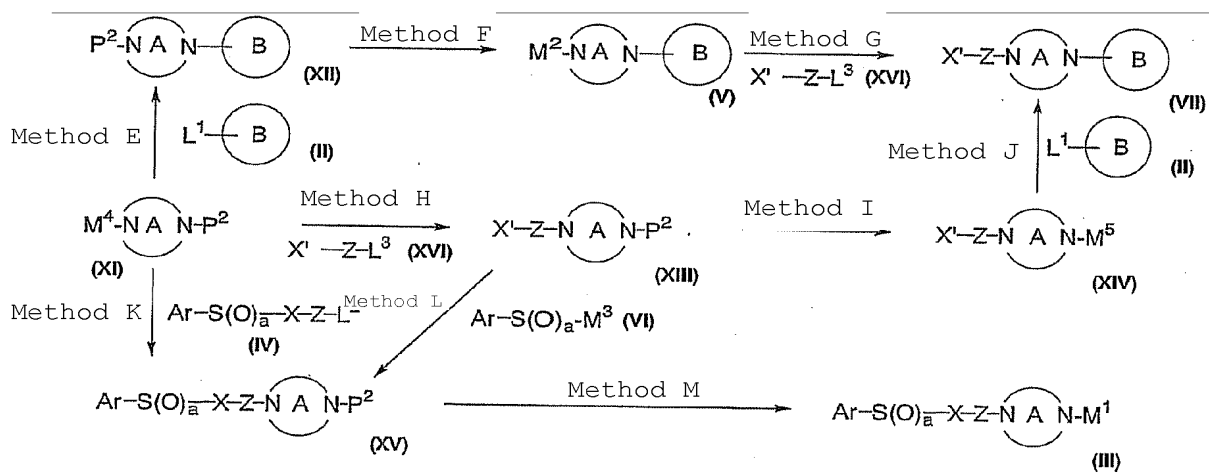 P²-N A N B (XII)
Method F
M²-N A N B (V)
Method G
X'-Z-L³ (XVI)
X'-Z-N A N B (VII)
Method E
L¹ B (II)
Method J
L¹ B (II)
M⁴-N A N-P² (XI)
Method H
X'-Z-L³ (XVI)
X'-Z-N A N-P² (XIII)
Method I
X'-Z-N A N-M⁵ (XIV)
Method K
Ar-S(O)a-X-Z-L (IV)
Method L
Ar-S(O)a-M³ (VI)
Ar-S(O)a-X-Z-N A N-P² (XV)
Method M
Ar-S(O)a-X-Z-N A N-M¹ (III)